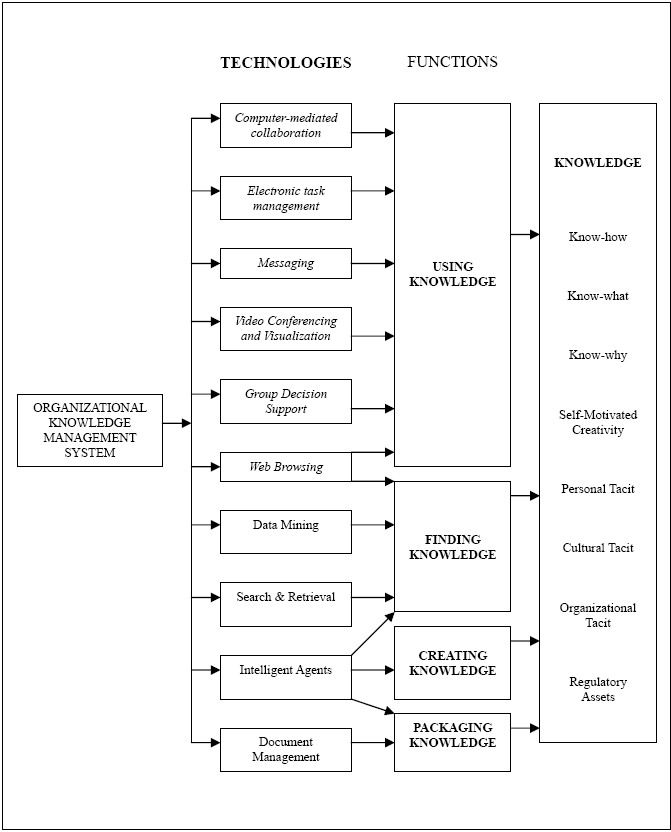 TECHNOLOGIES
FUNCTIONS
ORGANIZATIONAL
KNOWLEDGE
MANAGEMENT
SYSTEM
Computer-mediated
collaboration
Electronic task
management
Messaging
Video Conferencing
and Visualization
Group Decision
Support
Web Browsing
Data Mining
Search & Retrieval
Intelligent Agents
Document
Management
USING
KNOWLEDGE
FINDING
KNOWLEDGE
CREATING
KNOWLEDGE
PACKAGING
KNOWLEDGE
KNOWLEDGE
Know-how
Know-what
Know-why
Self-Motivated
Creativity
Personal Tacit
Cultural Tacit
Organizational
Tacit
Regulatory
Assets